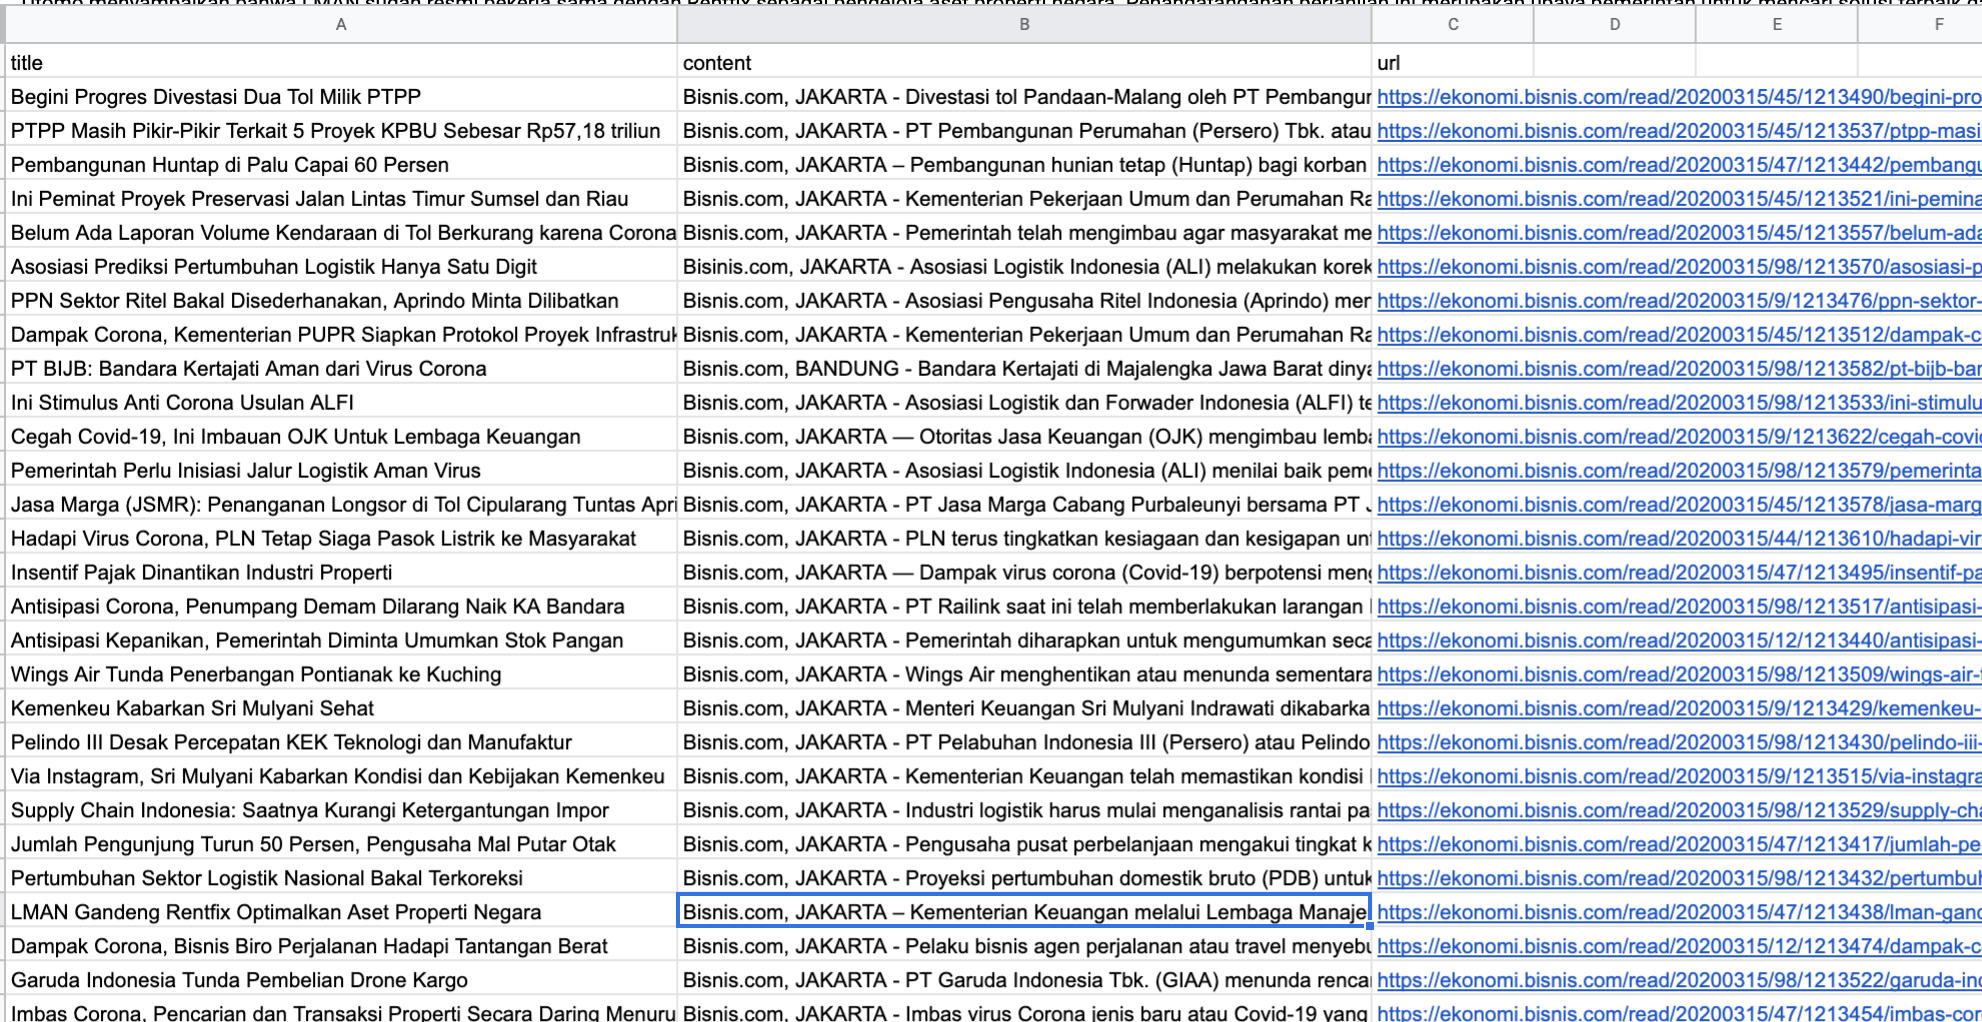 Utomo menyampaikan bahwa LMAN sudah resmi bekerja sama dengan Rentfix sebagai pengelola aset properti negara. Penandatanganan perjanjian ini merupakan upaya pemerintah untuk mencari solusi terbaik
A B C D E F
title content url
Begini Progres Divestasi Dua Tol Milik PTPP Bisnis.com, JAKARTA - Divestasi tol Pandaan-Malang oleh PT Pembangun https://ekonomi.bisnis.com/read/20200315/45/1213490/begini-pro
PTPP Masih Pikir-Pikir Terkait 5 Proyek KPBU Sebesar Rp57,18 triliun Bisnis.com, JAKARTA - PT Pembangunan Perumahan (Persero) Tbk. atau https://ekonomi.bisnis.com/read/20200315/45/1213537/ptpp-masi
Pembangunan Huntap di Palu Capai 60 Persen Bisnis.com, JAKARTA – Pembangunan hunian tetap (Huntap) bagi korban https://ekonomi.bisnis.com/read/20200315/47/1213442/pembangu
Ini Peminat Proyek Preservasi Jalan Lintas Timur Sumsel dan Riau Bisnis.com, JAKARTA - Kementerian Pekerjaan Umum dan Perumahan Ra https://ekonomi.bisnis.com/read/20200315/45/1213521/ini-pemina
Belum Ada Laporan Volume Kendaraan di Tol Berkurang karena Corona Bisnis.com, JAKARTA - Pemerintah telah mengimbau agar masyarakat me https://ekonomi.bisnis.com/read/20200315/45/1213557/belum-ada
Asosiasi Prediksi Pertumbuhan Logistik Hanya Satu Digit Bisinis.com, JAKARTA - Asosiasi Logistik Indonesia (ALI) melakukan korek https://ekonomi.bisnis.com/read/20200315/98/1213570/asosiasi-p
PPN Sektor Ritel Bakal Disederhanakan, Aprindo Minta Dilibatkan Bisnis.com, JAKARTA - Asosiasi Pengusaha Ritel Indonesia (Aprindo) mer https://ekonomi.bisnis.com/read/20200315/9/1213476/ppn-sektor-
Dampak Corona, Kementerian PUPR Siapkan Protokol Proyek Infrastruk Bisnis.com, JAKARTA - Kementerian Pekerjaan Umum dan Perumahan Ra https://ekonomi.bisnis.com/read/20200315/45/1213512/dampak-c
PT BIJB: Bandara Kertajati Aman dari Virus Corona Bisnis.com, BANDUNG - Bandara Kertajati di Majalengka Jawa Barat dinya https://ekonomi.bisnis.com/read/20200315/98/1213582/pt-bijb-ban
Ini Stimulus Anti Corona Usulan ALFI Bisnis.com, JAKARTA - Asosiasi Logistik dan Forwader Indonesia (ALFI) te https://ekonomi.bisnis.com/read/20200315/98/1213533/ini-stimulu
Cegah Covid-19, Ini Imbauan OJK Untuk Lembaga Keuangan Bisnis.com, JAKARTA — Otoritas Jasa Keuangan (OJK) mengimbau lemba https://ekonomi.bisnis.com/read/20200315/9/1213622/cegah-covi
Pemerintah Perlu Inisiasi Jalur Logistik Aman Virus Bisnis.com, JAKARTA - Asosiasi Logistik Indonesia (ALI) menilai baik peme https://ekonomi.bisnis.com/read/20200315/98/1213579/pemerinta
Jasa Marga (JSMR): Penanganan Longsor di Tol Cipularang Tuntas Apri Bisnis.com, JAKARTA - PT Jasa Marga Cabang Purbaleunyi bersama PT J https://ekonomi.bisnis.com/read/20200315/45/1213578/jasa-marg
Hadapi Virus Corona, PLN Tetap Siaga Pasok Listrik ke Masyarakat Bisnis.com, JAKARTA - PLN terus tingkatkan kesiagaan dan kesigapan unt https://ekonomi.bisnis.com/read/20200315/44/1213610/hadapi-vir
Insentif Pajak Dinantikan Industri Properti Bisnis.com, JAKARTA — Dampak virus corona (Covid-19) berpotensi meng https://ekonomi.bisnis.com/read/20200315/47/1213495/insentif-pa
Antisipasi Corona, Penumpang Demam Dilarang Naik KA Bandara Bisnis.com, JAKARTA - PT Railink saat ini telah memberlakukan larangan https://ekonomi.bisnis.com/read/20200315/98/1213517/antisipasi-
Antisipasi Kepanikan, Pemerintah Diminta Umumkan Stok Pangan Bisnis.com, JAKARTA - Pemerintah diharapkan untuk mengumumkan seca https://ekonomi.bisnis.com/read/20200315/12/1213440/antisipasi-
Wings Air Tunda Penerbangan Pontianak ke Kuching Bisnis.com, JAKARTA - Wings Air menghentikan atau menunda sementara https://ekonomi.bisnis.com/read/20200315/98/1213509/wings-air-
Kemenkeu Kabarkan Sri Mulyani Sehat Bisnis.com, JAKARTA - Menteri Keuangan Sri Mulyani Indrawati dikabarka https://ekonomi.bisnis.com/read/20200315/9/1213429/kemenkeu-
Pelindo III Desak Percepatan KEK Teknologi dan Manufaktur Bisnis.com, JAKARTA - PT Pelabuhan Indonesia III (Persero) atau Pelindo https://ekonomi.bisnis.com/read/20200315/98/1213430/pelindo-iii-
Via Instagram, Sri Mulyani Kabarkan Kondisi dan Kebijakan Kemenkeu Bisnis.com, JAKARTA - Kementerian Keuangan telah memastikan kondisi https://ekonomi.bisnis.com/read/20200315/9/1213515/via-instagra
Supply Chain Indonesia: Saatnya Kurangi Ketergantungan Impor Bisnis.com, JAKARTA - Industri logistik harus mulai menganalisis rantai pa https://ekonomi.bisnis.com/read/20200315/98/1213529/supply-cha
Jumlah Pengunjung Turun 50 Persen, Pengusaha Mal Putar Otak Bisnis.com, JAKARTA - Pengusaha pusat perbelanjaan mengakui tingkat k https://ekonomi.bisnis.com/read/20200315/47/1213417/jumlah-pe
Pertumbuhan Sektor Logistik Nasional Bakal Terkoreksi Bisnis.com, JAKARTA - Proyeksi pertumbuhan domestik bruto (PDB) untuk https://ekonomi.bisnis.com/read/20200315/98/1213432/pertumbuh
LMAN Gandeng Rentfix Optimalkan Aset Properti Negara Bisnis.com, JAKARTA – Kementerian Keuangan melalui Lembaga Manaje https://ekonomi.bisnis.com/read/20200315/47/1213438/lman-gand
Dampak Corona, Bisnis Biro Perjalanan Hadapi Tantangan Berat Bisnis.com, JAKARTA - Pelaku bisnis agen perjalanan atau travel menyebu https://ekonomi.bisnis.com/read/20200315/12/1213474/dampak-c
Garuda Indonesia Tunda Pembelian Drone Kargo Bisnis.com, JAKARTA - PT Garuda Indonesia Tbk. (GIAA) menunda renca https://ekonomi.bisnis.com/read/20200315/98/1213522/garuda-ind
Imbas Corona, Pencarian dan Transaksi Properti Secara Daring Menuru Bisnis.com, JAKARTA - Imbas virus Corona jenis baru atau Covid-19 yang https://ekonomi.bisnis.com/read/20200315/47/1213454/imbas-cor